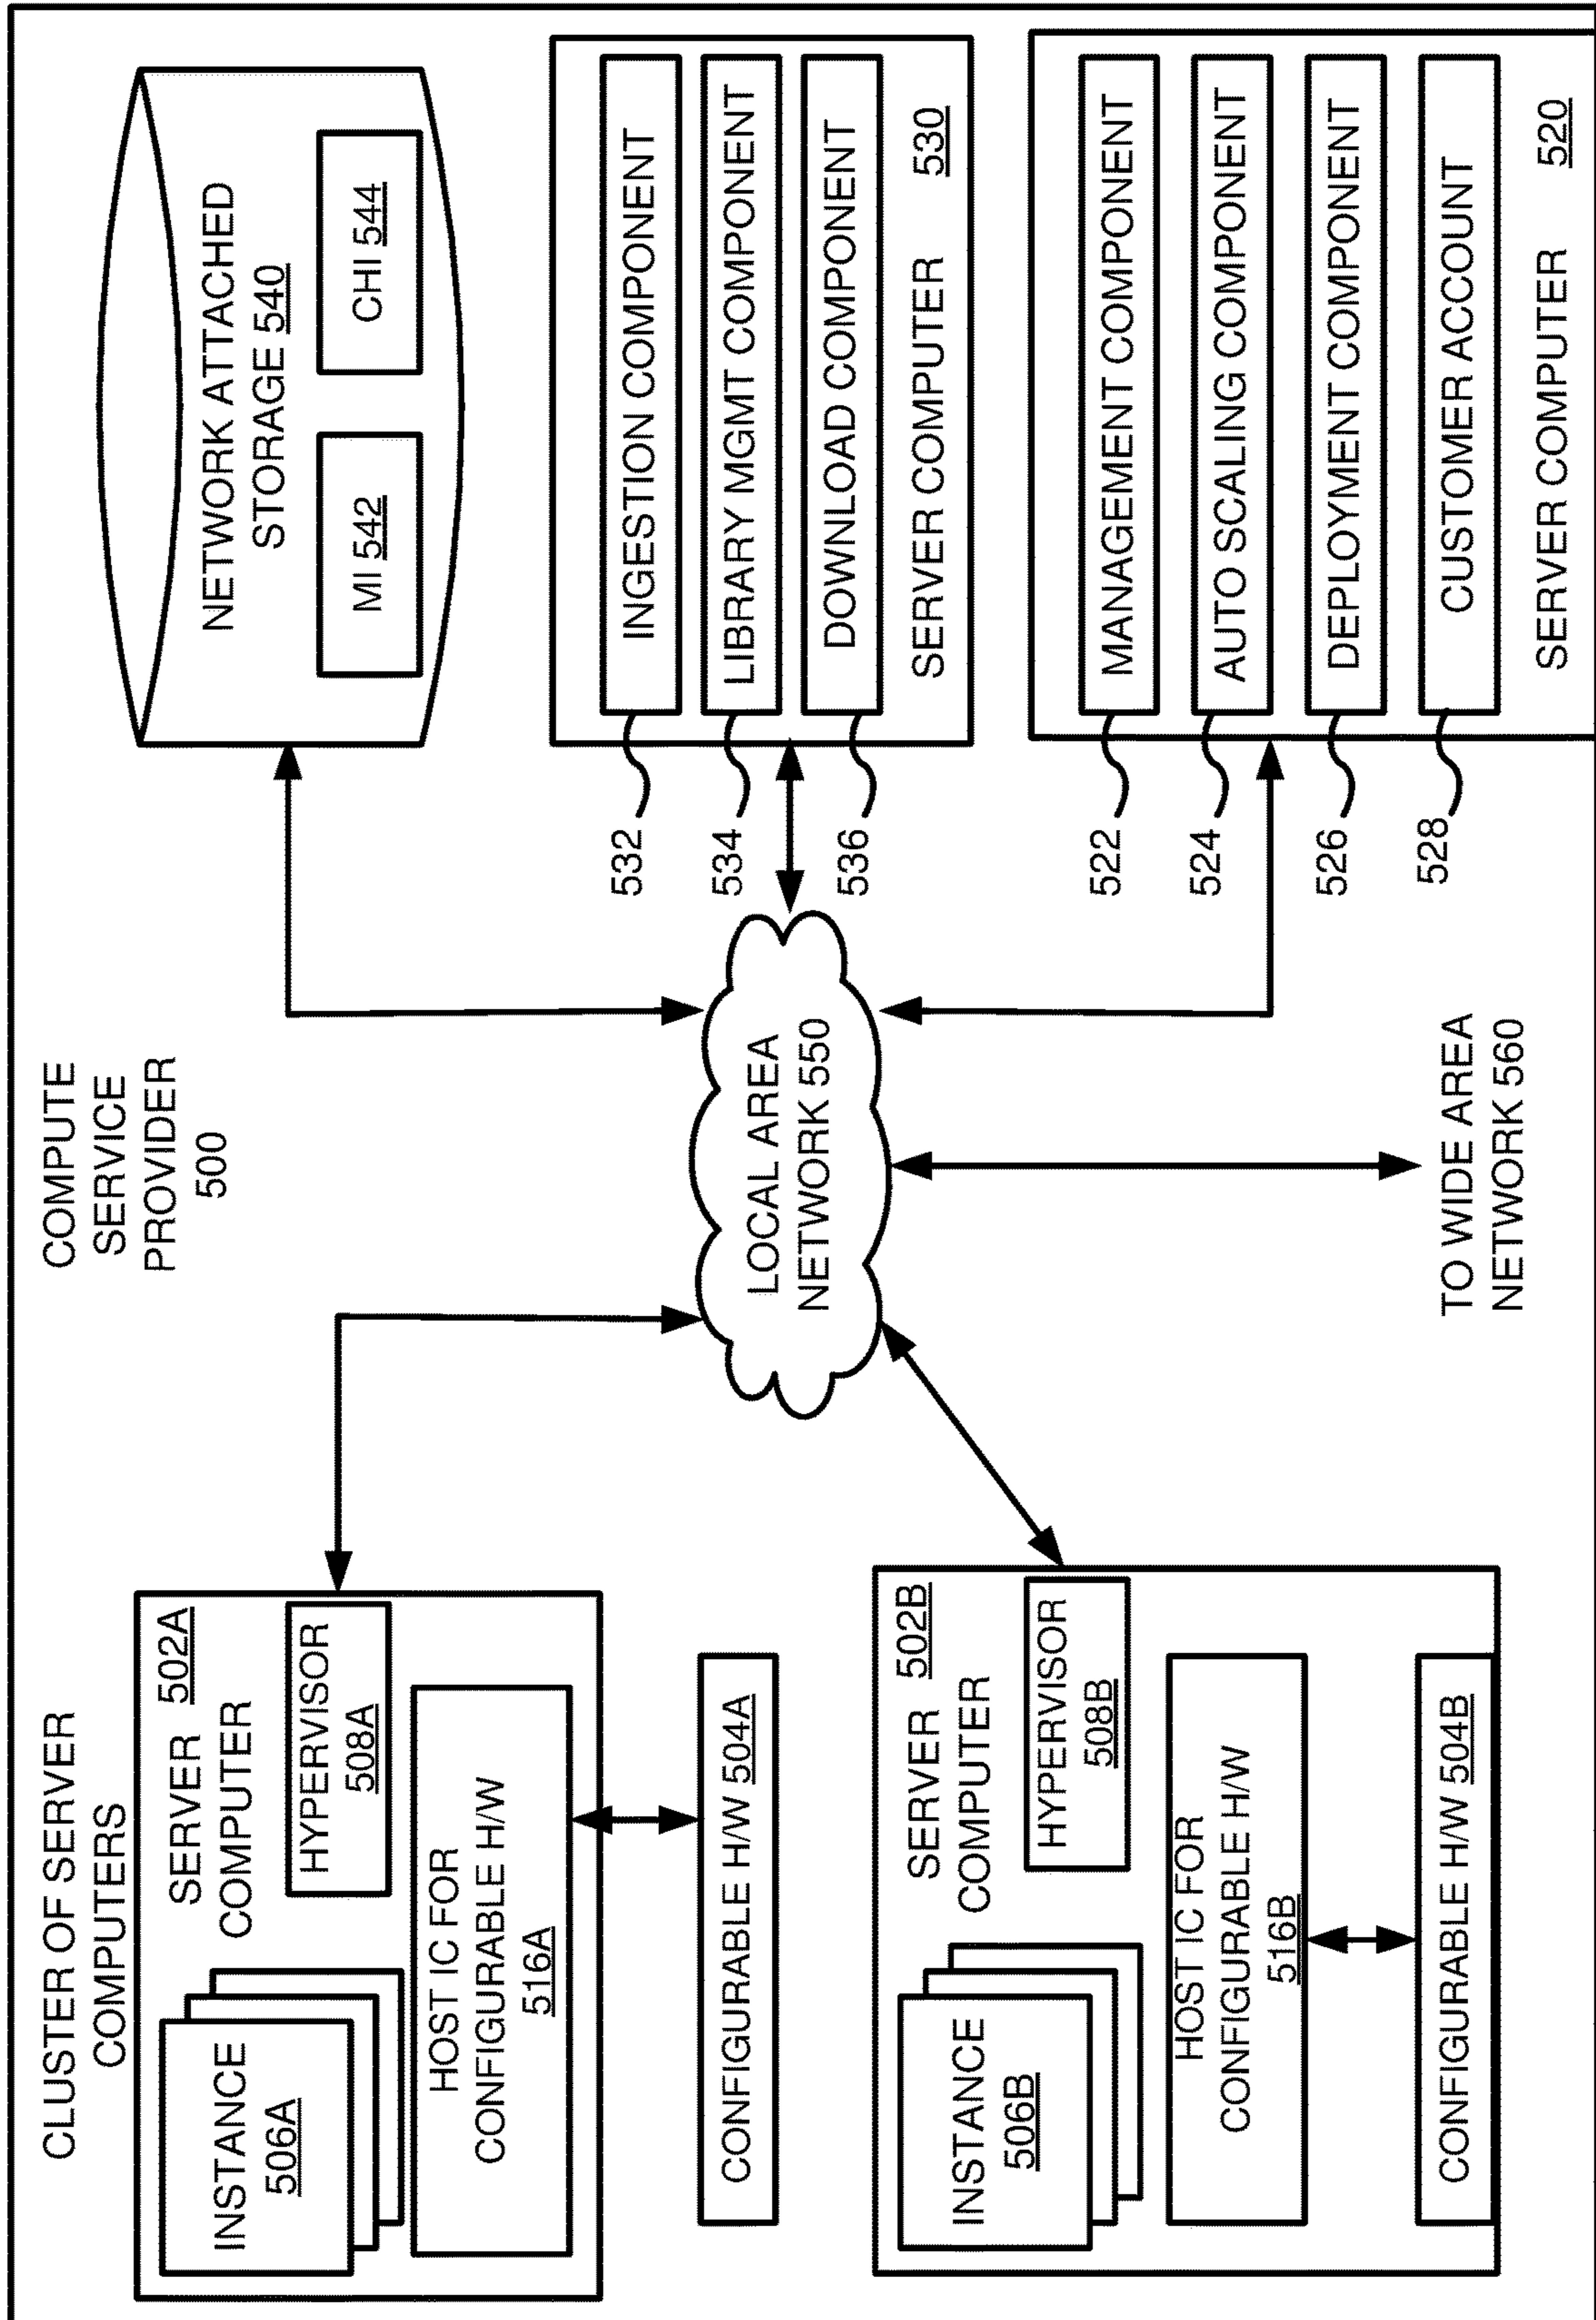 CLUSTER OF SERVER
COMPUTERS
SERVER 502A
COMPUTER
INSTANCE
506A
HYPERVISOR
508A
HOST IC FOR
CONFIGURABLE H/W
516A
CONFIGURABLE H/W 504A
SERVER 502B
COMPUTER
INSTANCE
506B
HYPERVISOR
508B
HOST IC FOR
CONFIGURABLE H/W
516B
CONFIGURABLE H/W 504B
COMPUTE
SERVICE
PROVIDER
500
LOCAL AREA
NETWORK 550
TO WIDE AREA
NETWORK 560
NETWORK ATTACHED
STORAGE 540
MI 542
CHI 544
532
INGESTION COMPONENT
534
LIBRARY MGMT COMPONENT
536
DOWNLOAD COMPONENT
SERVER COMPUTER 530
522
MANAGEMENT COMPONENT
524
AUTO SCALING COMPONENT
526
DEPLOYMENT COMPONENT
528
CUSTOMER ACCOUNT
SERVER COMPUTER 520